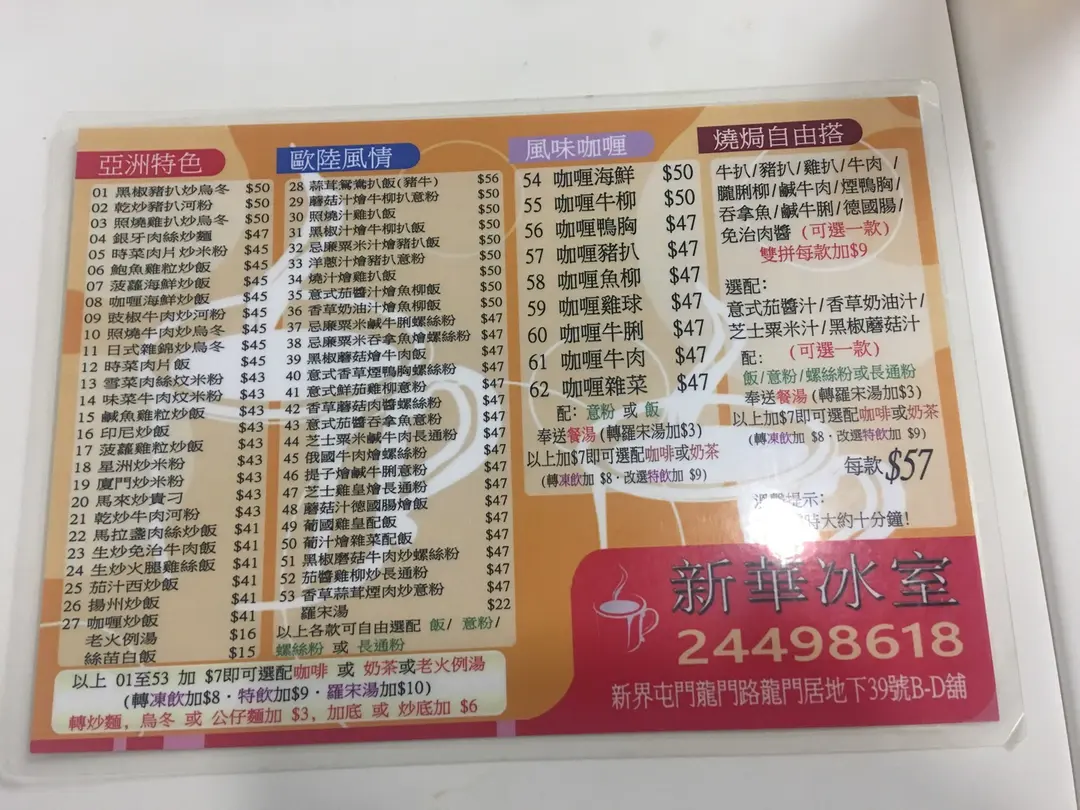 亞洲特色
01 黑椒豬扒炒烏冬 $50
02 乾炒豬扒河粉 $50
03 照燒雞扒炒烏冬 $50
04 銀牙肉絲炒麵 $47
05 時菜肉片炒米粉 $45
06 鮑魚雞粒炒飯 $45
07 菠蘿海鮮炒飯 $45
08 咖喱海鮮炒飯 $45
09 豉椒牛肉炒河粉 $45
10 照燒牛肉炒烏冬 $45
11 日式雜錦炒烏冬 $45
12 時菜肉片飯 $45
13 雪菜肉絲炆米粉 $43
14 味菜牛肉炆米粉 $43
15 鹹魚雞粒炒飯 $43
16 印尼炒飯 $43
17 菠蘿雞粒炒飯 $43
18 星洲炒米粉 $43
19 廈門炒米粉 $43
20 馬來炒貴刁 $43
21 乾炒牛肉河粉 $43
22 馬拉盞肉絲炒飯 $41
23 生炒免治牛肉飯 $41
24 生炒火腿雞絲飯 $41
25 茄汁西炒飯 $41
26 揚州炒飯 $41
27 咖喱炒飯 $41
老火例湯 $16
絲苗白飯 $15
歐陸風情
28 蒜茸鴛鴦扒飯(豬牛) $56
29 蘑菇汁燴牛柳扒意粉 $50
30 照燒汁雞扒飯 $50
31 黑椒汁燴牛柳扒飯 $50
32 忌廉粟米汁燴豬扒飯 $50
33 洋蔥汁燴豬扒意粉 $50
34 燒汁燴雞扒飯 $50
35 意式茄醬汁燴魚柳飯 $50
36 香草奶油汁燴魚柳飯 $50
37 忌廉粟米鹹牛脷螺絲粉 $47
38 忌廉粟米吞拿魚燴螺絲粉 $47
39 黑椒蘑菇燴牛肉飯 $47
40 意式香草煙鴨胸螺絲粉 $47
41 意式鮮茄雞柳意粉 $47
42 香草蘑菇肉醬螺絲粉 $47
43 意式茄醬吞拿魚意粉 $47
44 芝士粟米鹹牛肉長通粉 $47
45 俄國牛肉燴螺絲粉 $47
46 提子燴鹹牛脷意粉 $47
47 芝士雞皇燴長通粉 $47
48 蘑菇汁德國腸燴飯 $47
49 葡國雞皇配飯 $47
50 葡汁燴雜菜配飯 $47
51 黑椒磨菇牛肉炒螺絲粉 $47
52 茄醬雞柳炒長通粉 $47
53 香草蒜茸煙肉炒意粉 $47
羅宋湯 $22
以上各款可自由選配 飯/ 意粉/
螺絲粉 或 長通粉
以上 01至53 加 $7即可選配咖啡 或 奶茶或老火例湯
(轉凍飲加$8．特飲加$9．羅宋湯加$10)
轉炒麵, 烏冬 或 公仔麵加 $3, 加底 或 炒底加 $6
風味咖喱
54 咖喱海鮮 $50
55 咖喱牛柳 $50
56 咖喱鴨胸 $47
57 咖喱豬扒 $47
58 咖喱魚柳 $47
59 咖喱雞球 $47
60 咖喱牛脷 $47
61 咖喱牛肉 $47
62 咖喱雜菜 $47
配: 意粉 或 飯
奉送餐湯 (轉羅宋湯加$3)
以上加$7即可選配咖啡或奶茶
(轉凍飲加 $8．改選特飲加 $9)
燒焗自由搭
牛扒/豬扒/雞扒/牛肉 /
龍脷柳/鹹牛肉/煙鴨胸/
吞拿魚/鹹牛脷/德國腸/
免治肉醬 (可選一款)
雙拼每款加$9
選配:
意式茄醬汁/香草奶油汁/
芝士粟米汁/黑椒蘑菇汁
(可選一款)
配:
飯/意粉/螺絲粉或長通粉
奉送餐湯 (轉羅宋湯加$3)
以上加$7即可選配咖啡或奶茶
(轉凍飲加 $8．改選特飲加 $9)
每款$57
提示:
時大約十分鐘!
新華冰室
24498618
新界屯門龍門路龍門居地下39號B-D舖